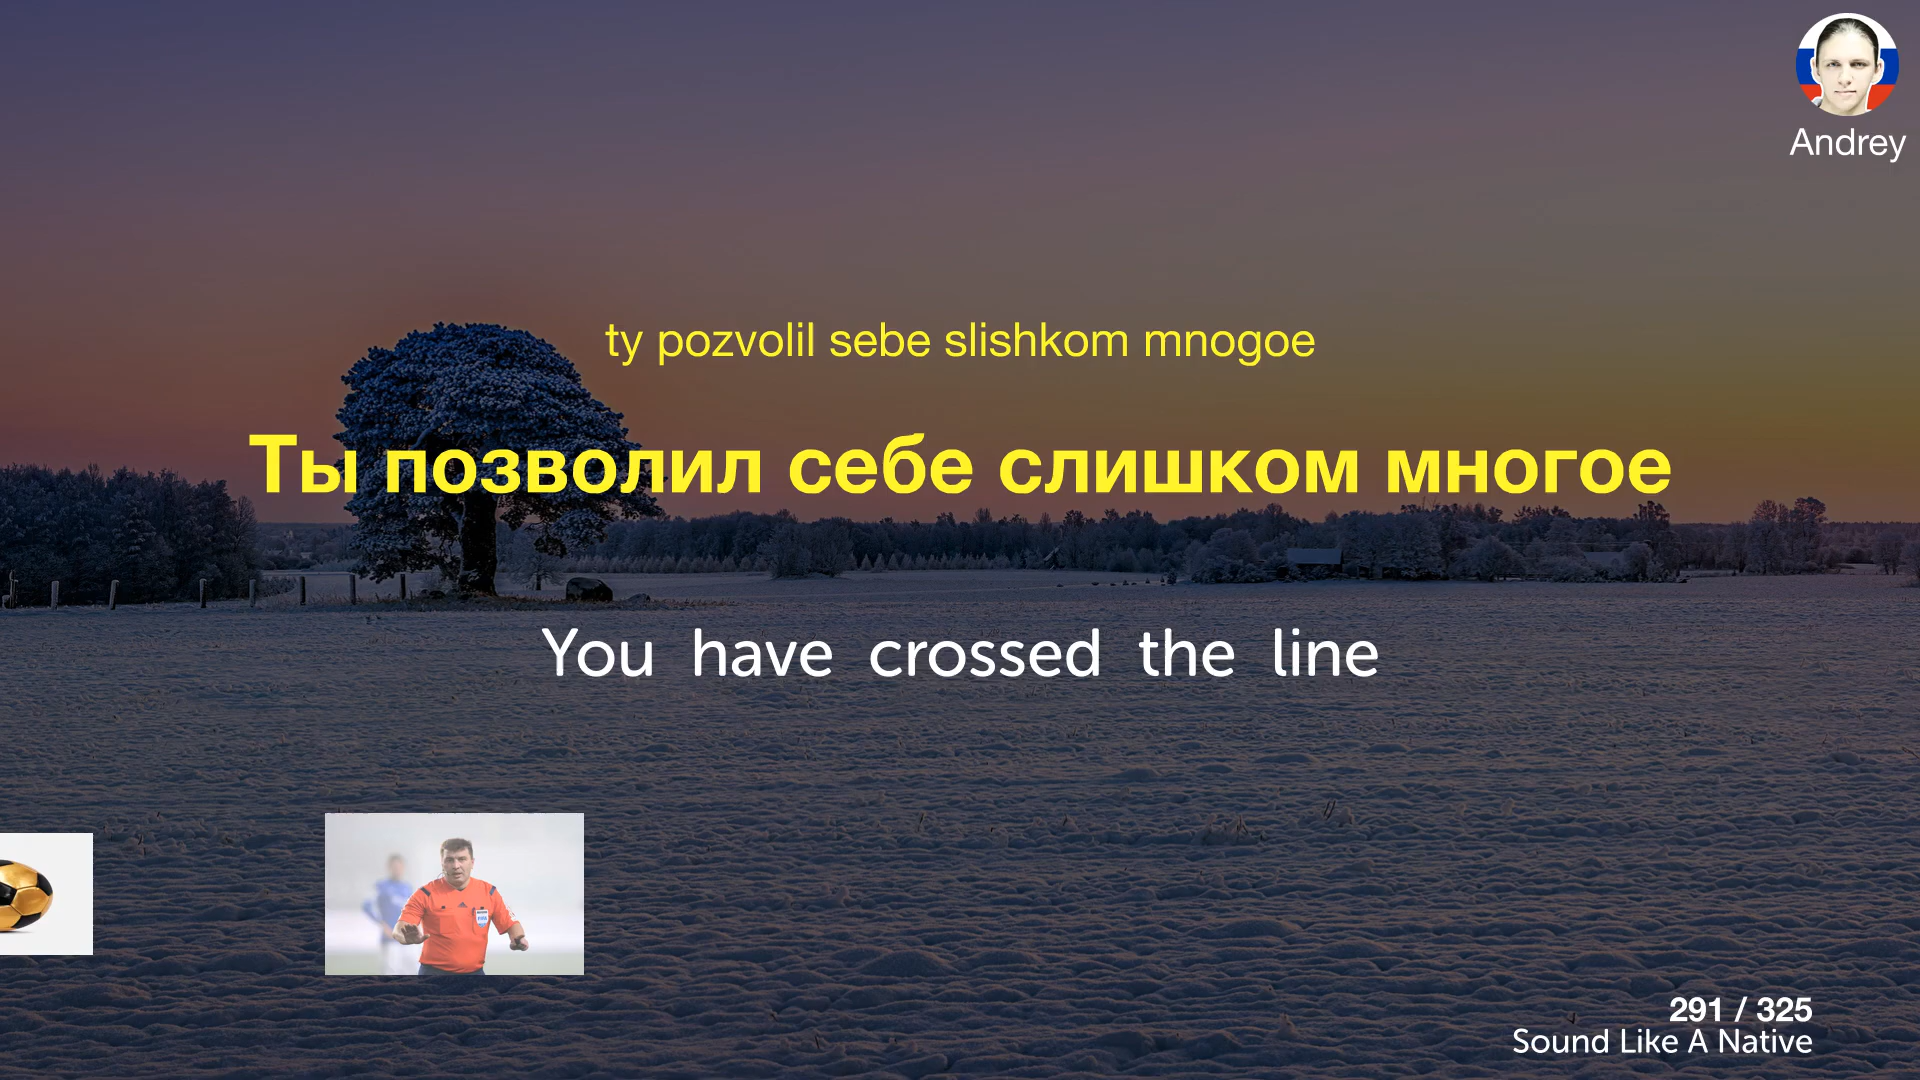 Andrey
ty pozvolil sebe slishkom mnogoe
Ты позволил себе слишком многое
You have crossed the line
291 / 325
Sound Like A Native